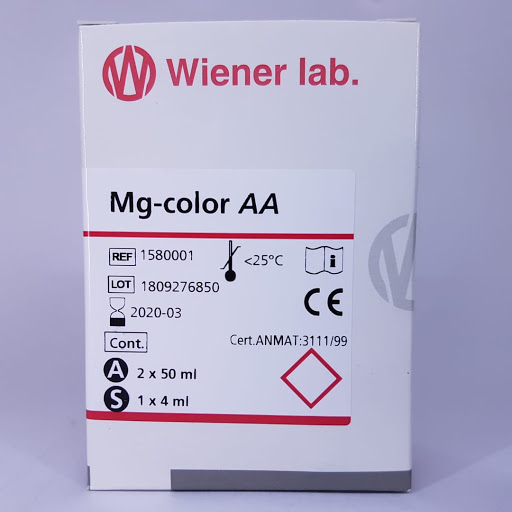 W Wiener lab.
Mg-color AA
REF 1580001 <25°C i
LOT 1809276850
2020-03 CE
Cont. Cert.ANMAT:3111/99
A 2 x 50 ml
S 1 x 4 ml